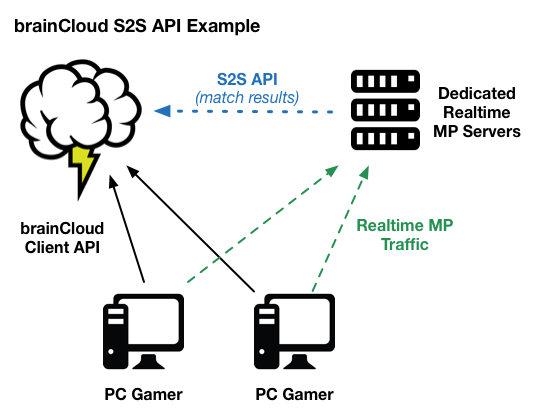 brainCloud S2S API Example
S2S API
(match results)
Dedicated
Realtime
MP Servers
brainCloud
Client API
Realtime MP
Traffic
PC Gamer
PC Gamer